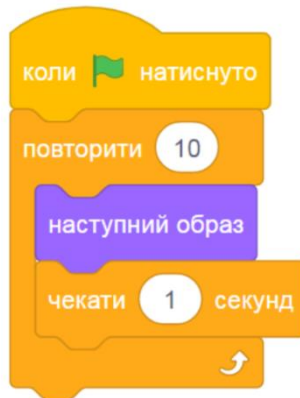 коли натиснуто
повторити 10
наступний образ
чекати 1 секунд